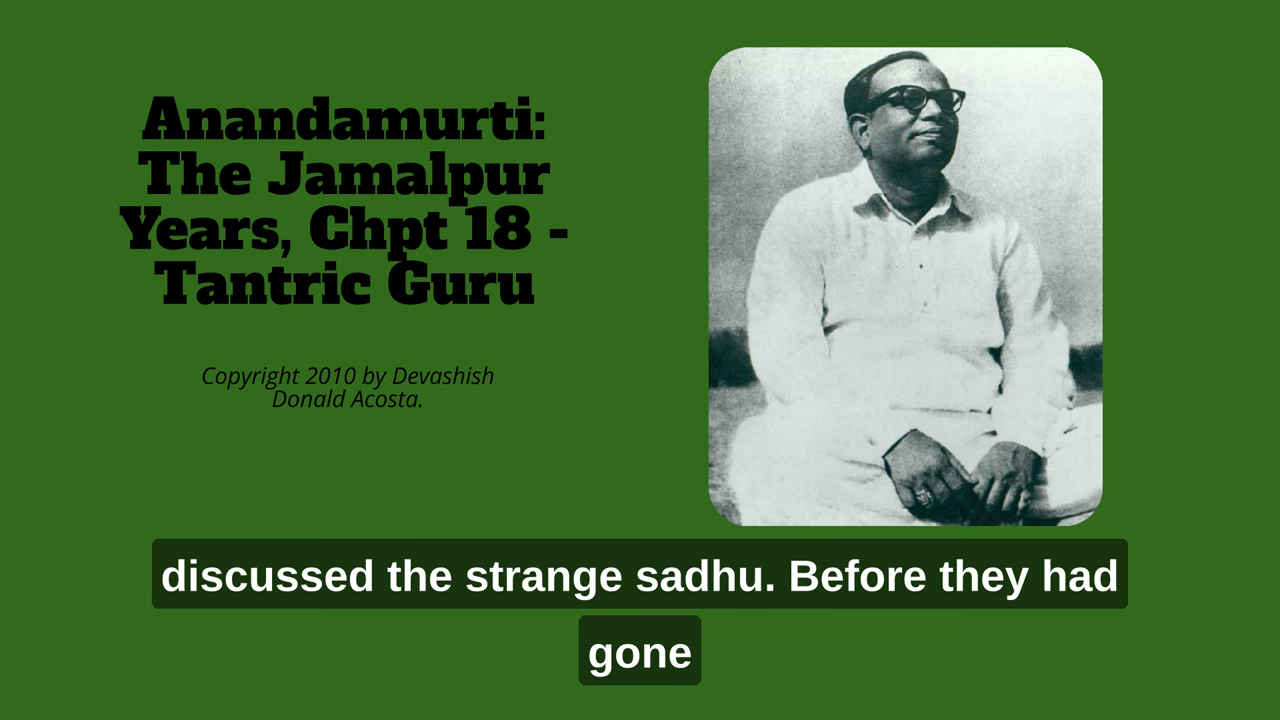 Anandamurti:
The Jamalpur
Years, Chpt 18 -
Tantric Guru
Copyright 2010 by Devashish
Donald Acosta.
discussed the strange sadhu. Before they had
gone